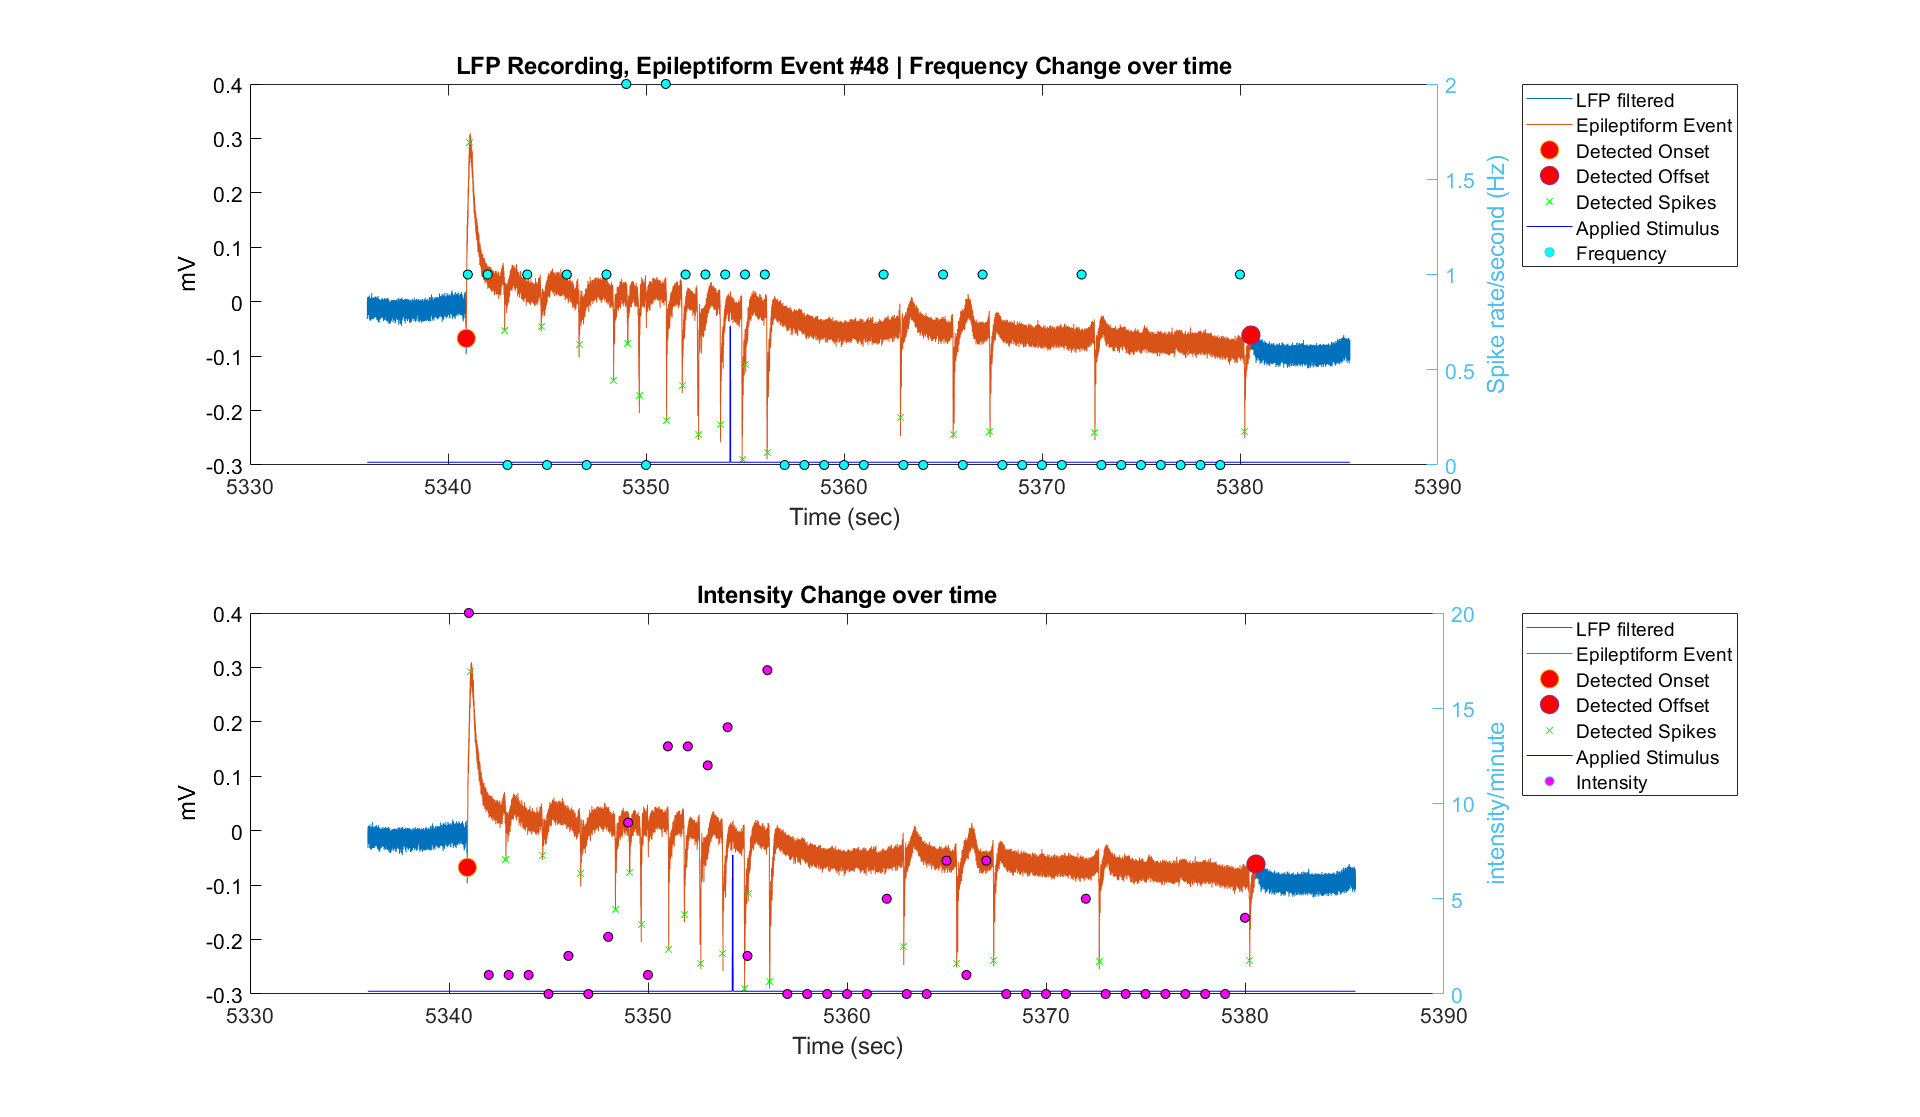 LFP Recording, Epileptiform Event #48 | Frequency Change over time
0.4
0.3
0.2
0.1
0
-0.1
-0.2
-0.3
mV
5330 5340 5350 5360 5370 5380 5390
Time (sec)
2
1.5
1
0.5
0
Spike rate/second (Hz)
LFP filtered
Epileptiform Event
Detected Onset
Detected Offset
Detected Spikes
Applied Stimulus
Frequency
Intensity Change over time
0.4
0.3
0.2
0.1
0
-0.1
-0.2
-0.3
mV
5330 5340 5350 5360 5370 5380 5390
Time (sec)
20
15
10
5
0
intensity/minute
LFP filtered
Epileptiform Event
Detected Onset
Detected Offset
Detected Spikes
Applied Stimulus
Intensity